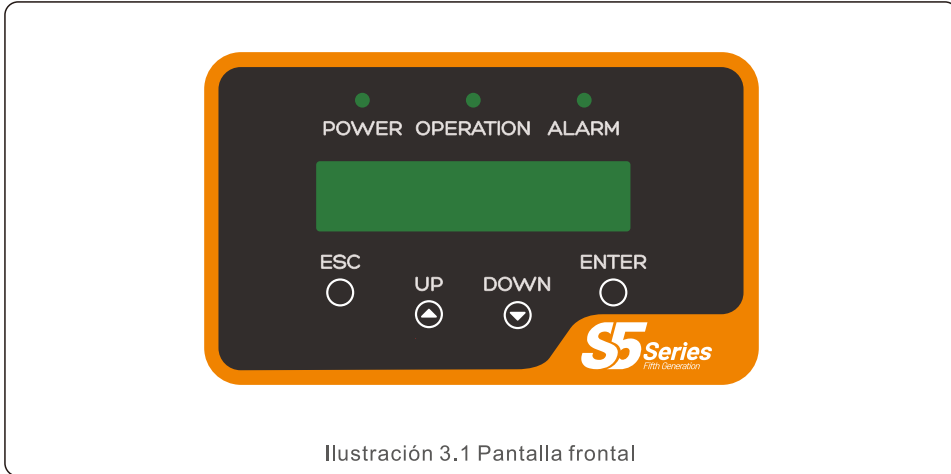 POWER OPERATION ALARM
ESC UP DOWN ENTER
S5 Series
Fifth Generation
Ilustración 3.1 Pantalla frontal